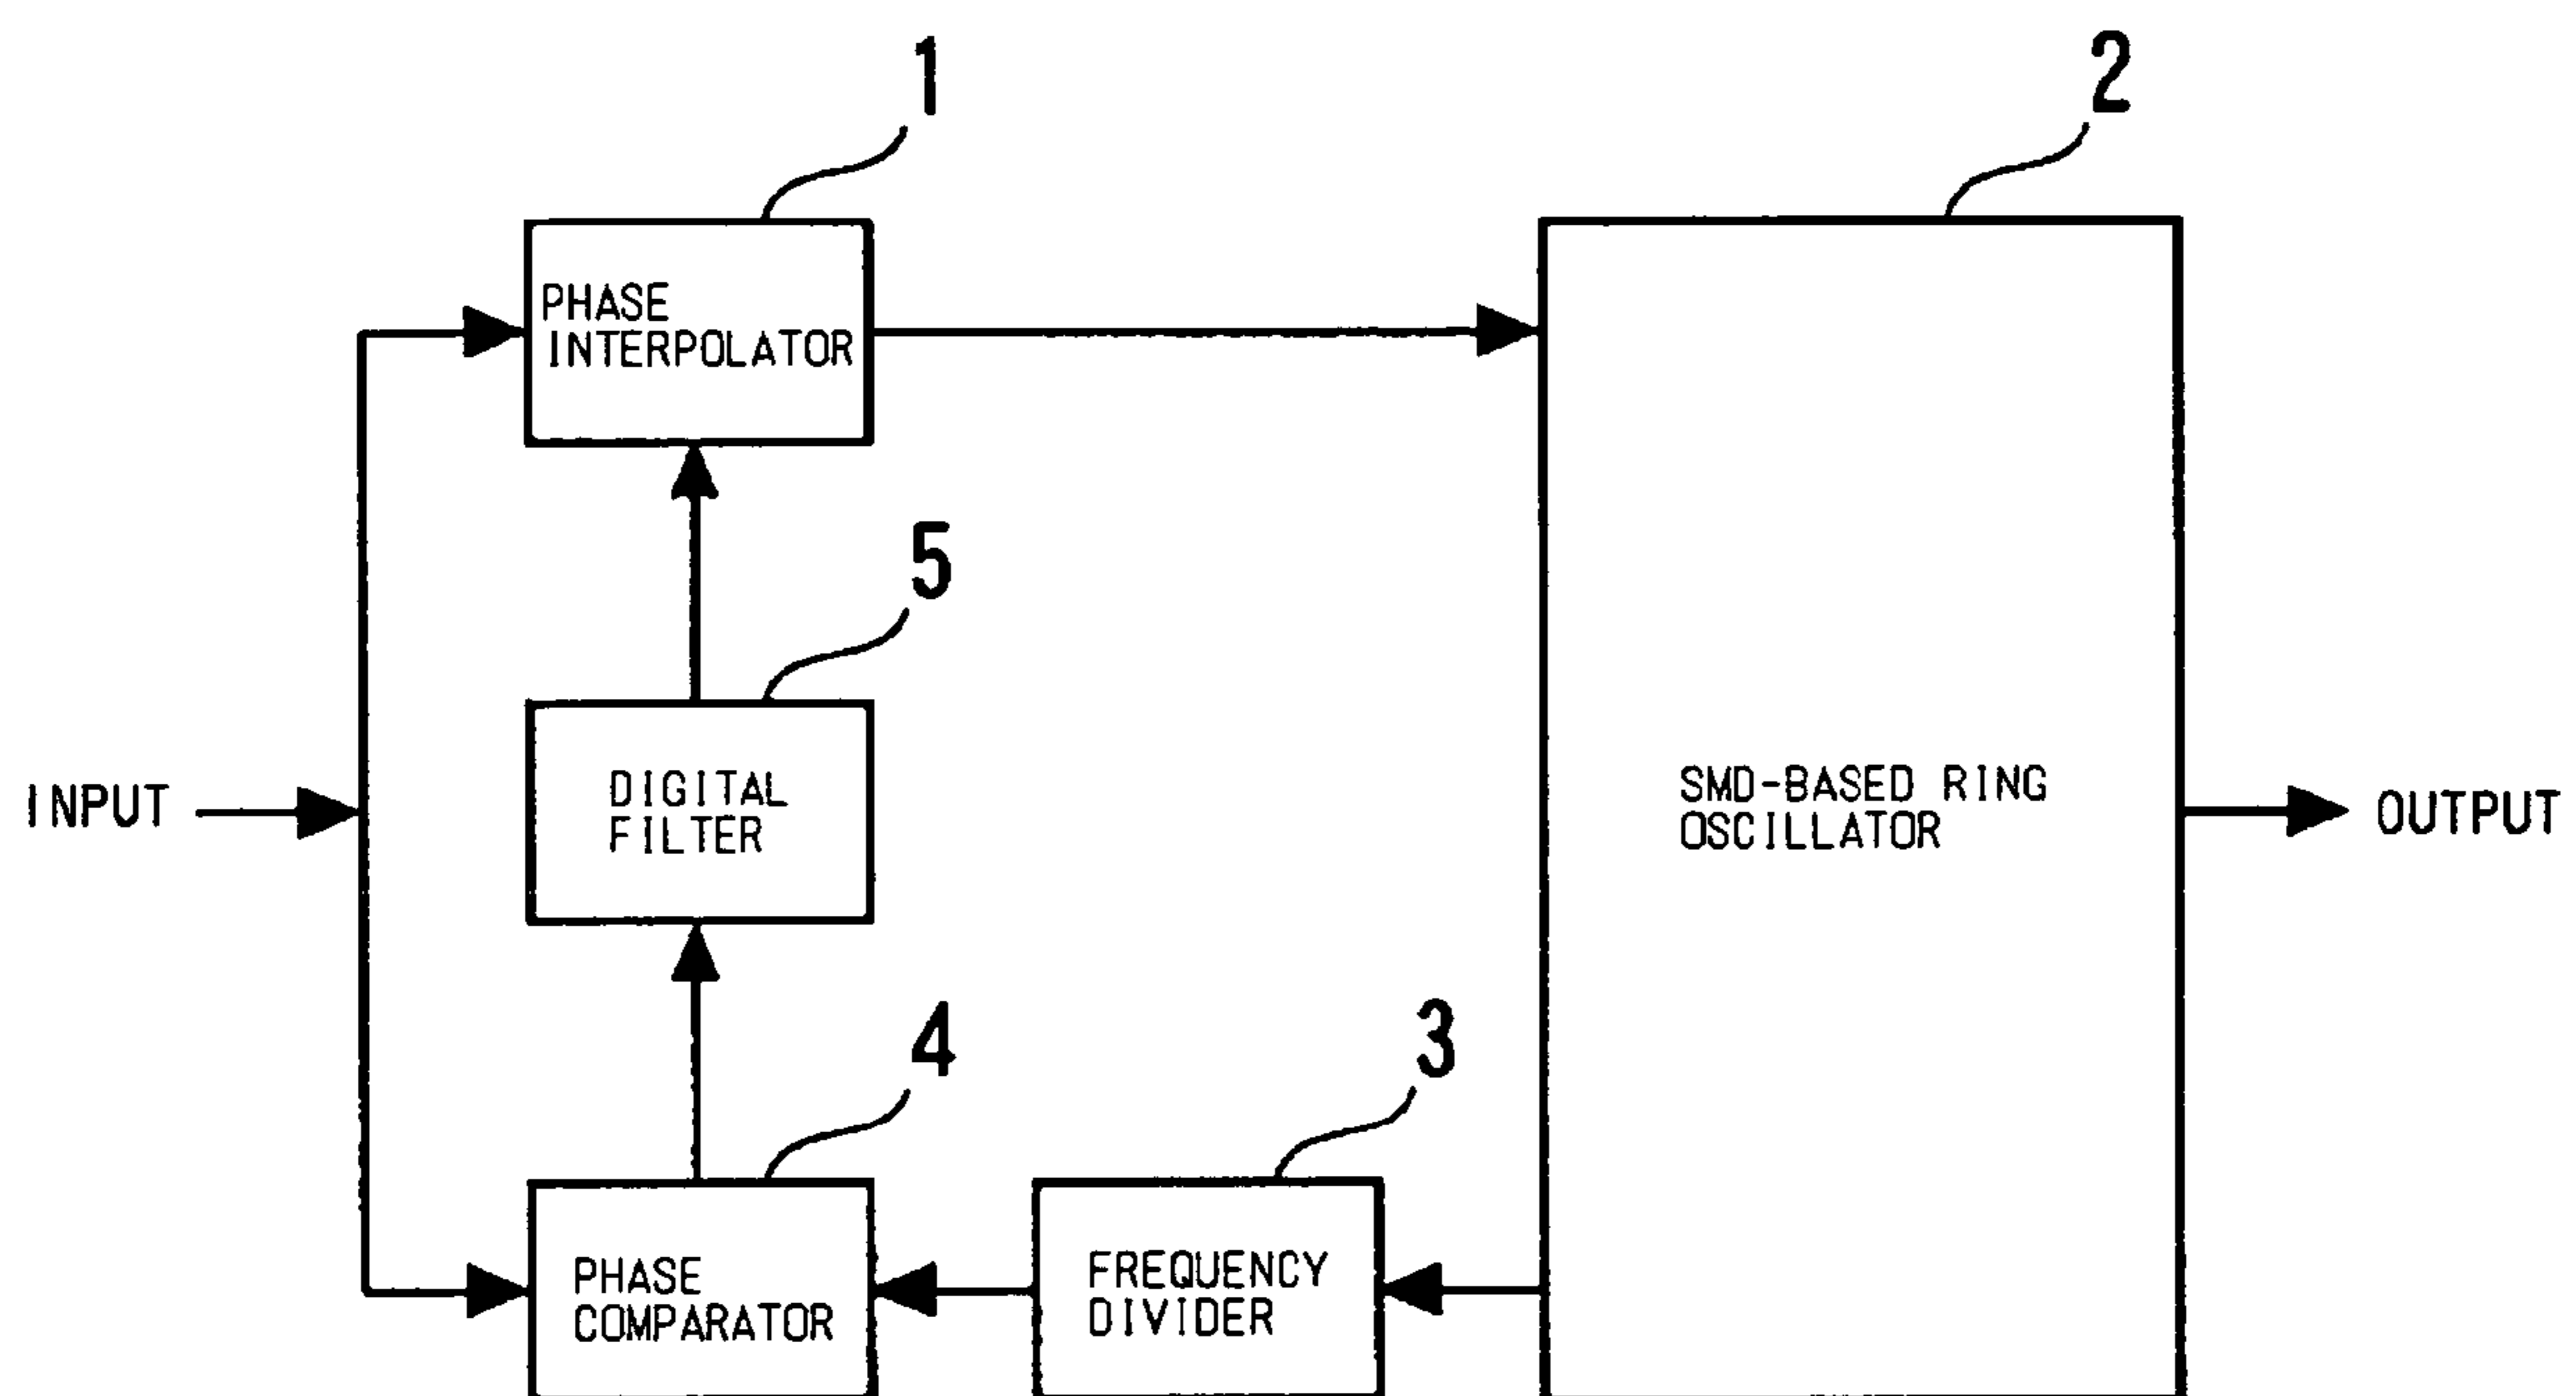 1
2
PHASE
INTERPOLATOR
5
INPUT
DIGITAL
FILTER
SMD-BASED RING
OSCILLATOR
OUTPUT
4
3
PHASE
COMPARATOR
FREQUENCY
DIVIDER